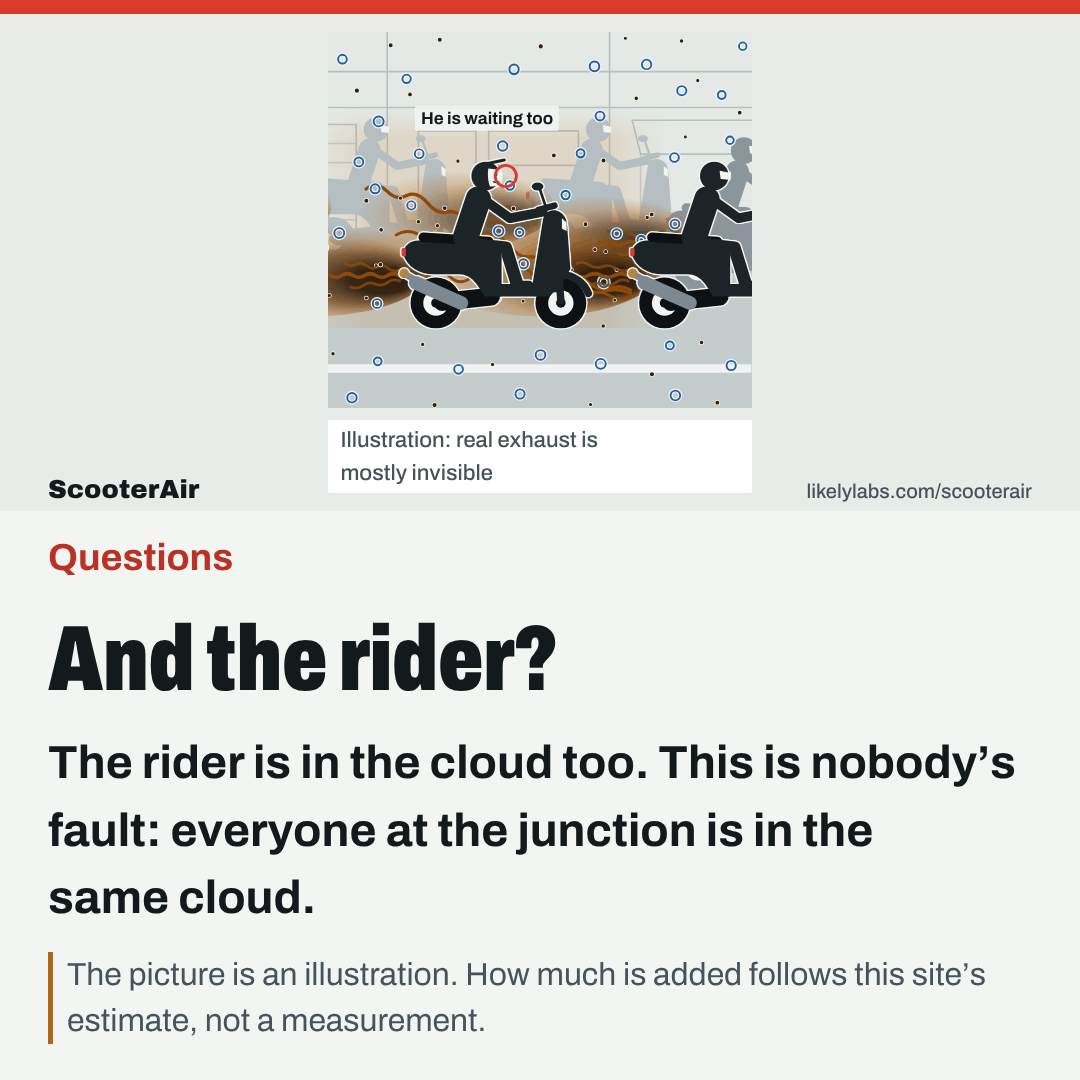 He is waiting too
Illustration: real exhaust is
mostly invisible
ScooterAir
likelylabs.com/scooterair
Questions
And the rider?
The rider is in the cloud too. This is nobody’s
fault: everyone at the junction is in the
same cloud.
The picture is an illustration. How much is added follows this site’s
estimate, not a measurement.